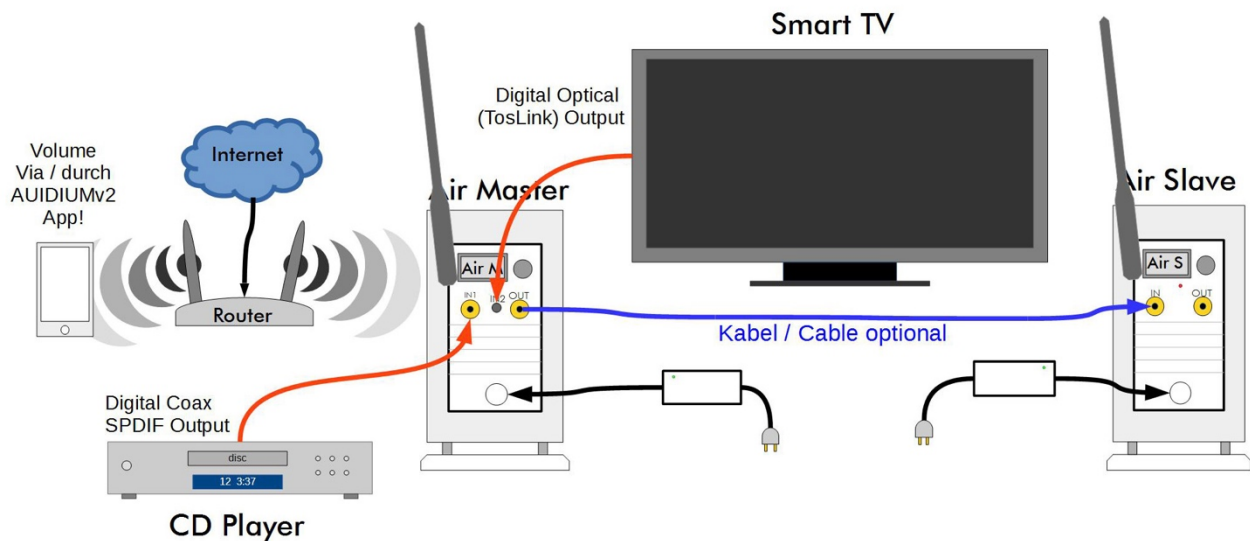 Smart TV
Digital Optical
(TosLink) Output
Internet
Volume
Via / durch
AUIDIUMv2
App!
Router
Air Master
Air M
IN1
IN2
OUT
Air Slave
Air S
IN
OUT
Kabel / Cable optional
Digital Coax
SPDIF Output
disc
12 3:37
CD Player